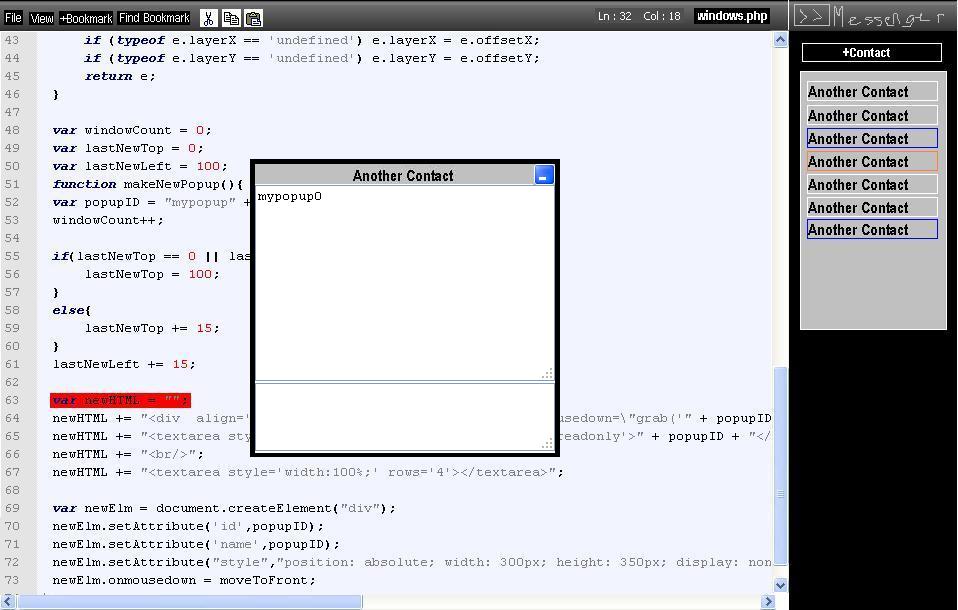 File View +Bookmark Find Bookmark Ln : 32 Col : 18 windows.php >> Messenger
+Contact
Another Contact
Another Contact
Another Contact
Another Contact
Another Contact
Another Contact
Another Contact
43 if (typeof e.layerX == 'undefined') e.layerX = e.offsetX;
44 if (typeof e.layerY == 'undefined') e.layerY = e.offsetY;
45 return e;
46 }
47
48 var windowCount = 0;
49 var lastNewTop = 0;
50 var lastNewLeft = 100;
51 function makeNewPopup(){
52 var popupID = "mypopup" +
53 windowCount++;
54
55 if(lastNewTop == 0 || las
56 lastNewTop = 100;
57 }
58 else{
59 lastNewTop += 15;
60 }
61 lastNewLeft += 15;
62
63 var newHTML = "";
64 newHTML += "<div align=' usedown=\"grab('" + popupID
65 newHTML += "<textarea sty readonly'>" + popupID + "</
66 newHTML += "<br/>";
67 newHTML += "<textarea style='width:100%;' rows='4'></textarea>";
68
69 var newElm = document.createElement("div");
70 newElm.setAttribute('id',popupID);
71 newElm.setAttribute('name',popupID);
72 newElm.setAttribute("style","position: absolute; width: 300px; height: 350px; display: non
73 newElm.onmousedown = moveToFront;
Another Contact
mypopup0